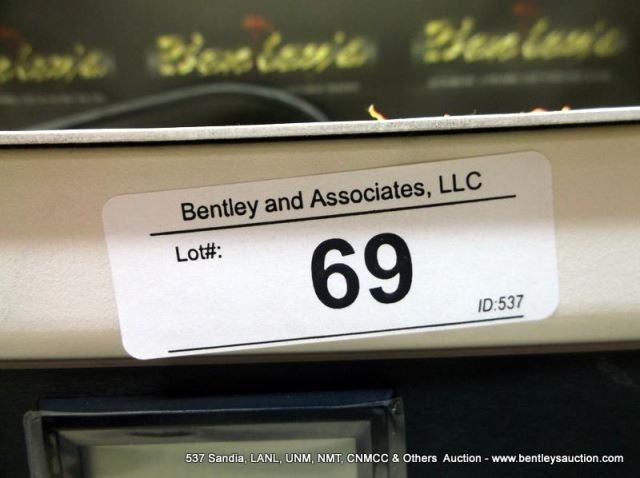 Bentley and Associates, LLC
Lot#:
69
ID:537
537 Sandia, LANL, UNM, NMT, CNMCC & Others Auction - www.bentleysauction.com